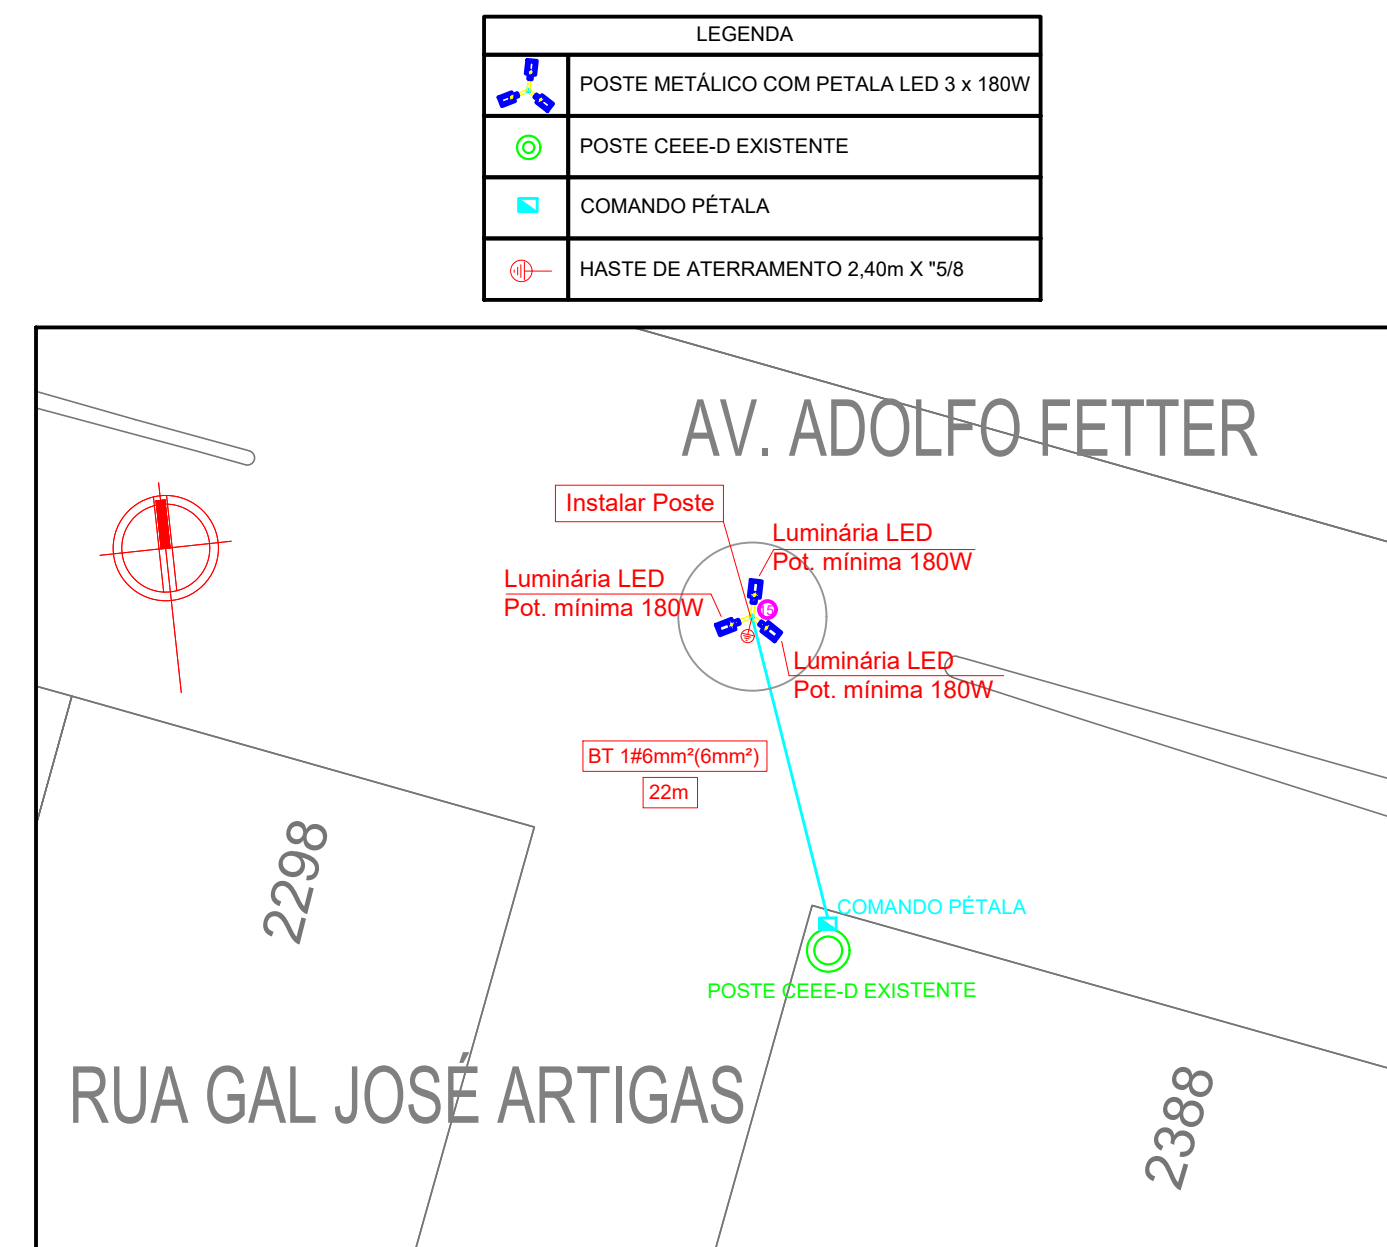 LEGENDA
POSTE METÁLICO COM PETALA LED 3 x 180W
POSTE CEEE-D EXISTENTE
COMANDO PÉTALA
HASTE DE ATERRAMENTO 2,40m X "5/8
AV. ADOLFO FETTER
Instalar Poste
Luminária LED
Pot. mínima 180W
Luminária LED
Pot. mínima 180W
15
Luminária LED
Pot. mínima 180W
BT 1#6mm²(6mm²)
22m
2298
COMANDO PÉTALA
POSTE CEEE-D EXISTENTE
RUA GAL JOSÉ ARTIGAS
2388